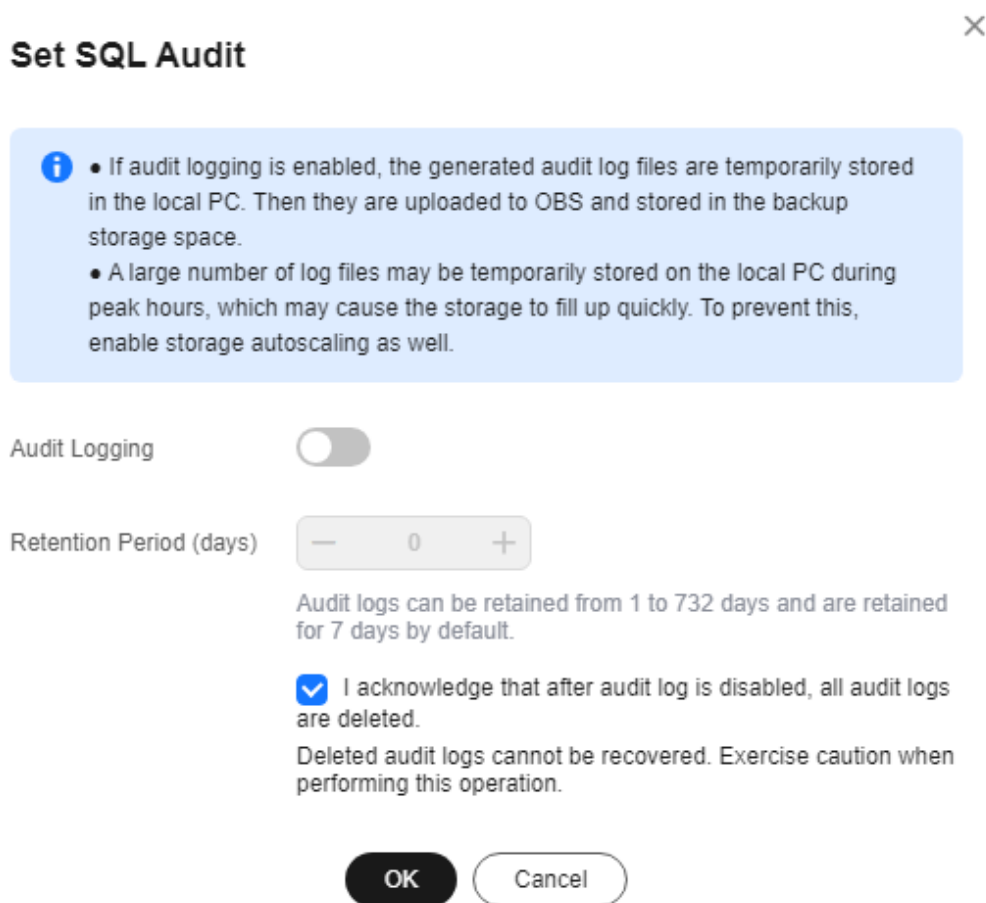 Set SQL Audit
● If audit logging is enabled, the generated audit log files are temporarily stored
in the local PC. Then they are uploaded to OBS and stored in the backup
storage space.
● A large number of log files may be temporarily stored on the local PC during
peak hours, which may cause the storage to fill up quickly. To prevent this,
enable storage autoscaling as well.
Audit Logging
Retention Period (days)
0
Audit logs can be retained from 1 to 732 days and are retained
for 7 days by default.
I acknowledge that after audit log is disabled, all audit logs
are deleted.
Deleted audit logs cannot be recovered. Exercise caution when
performing this operation.
OK
Cancel